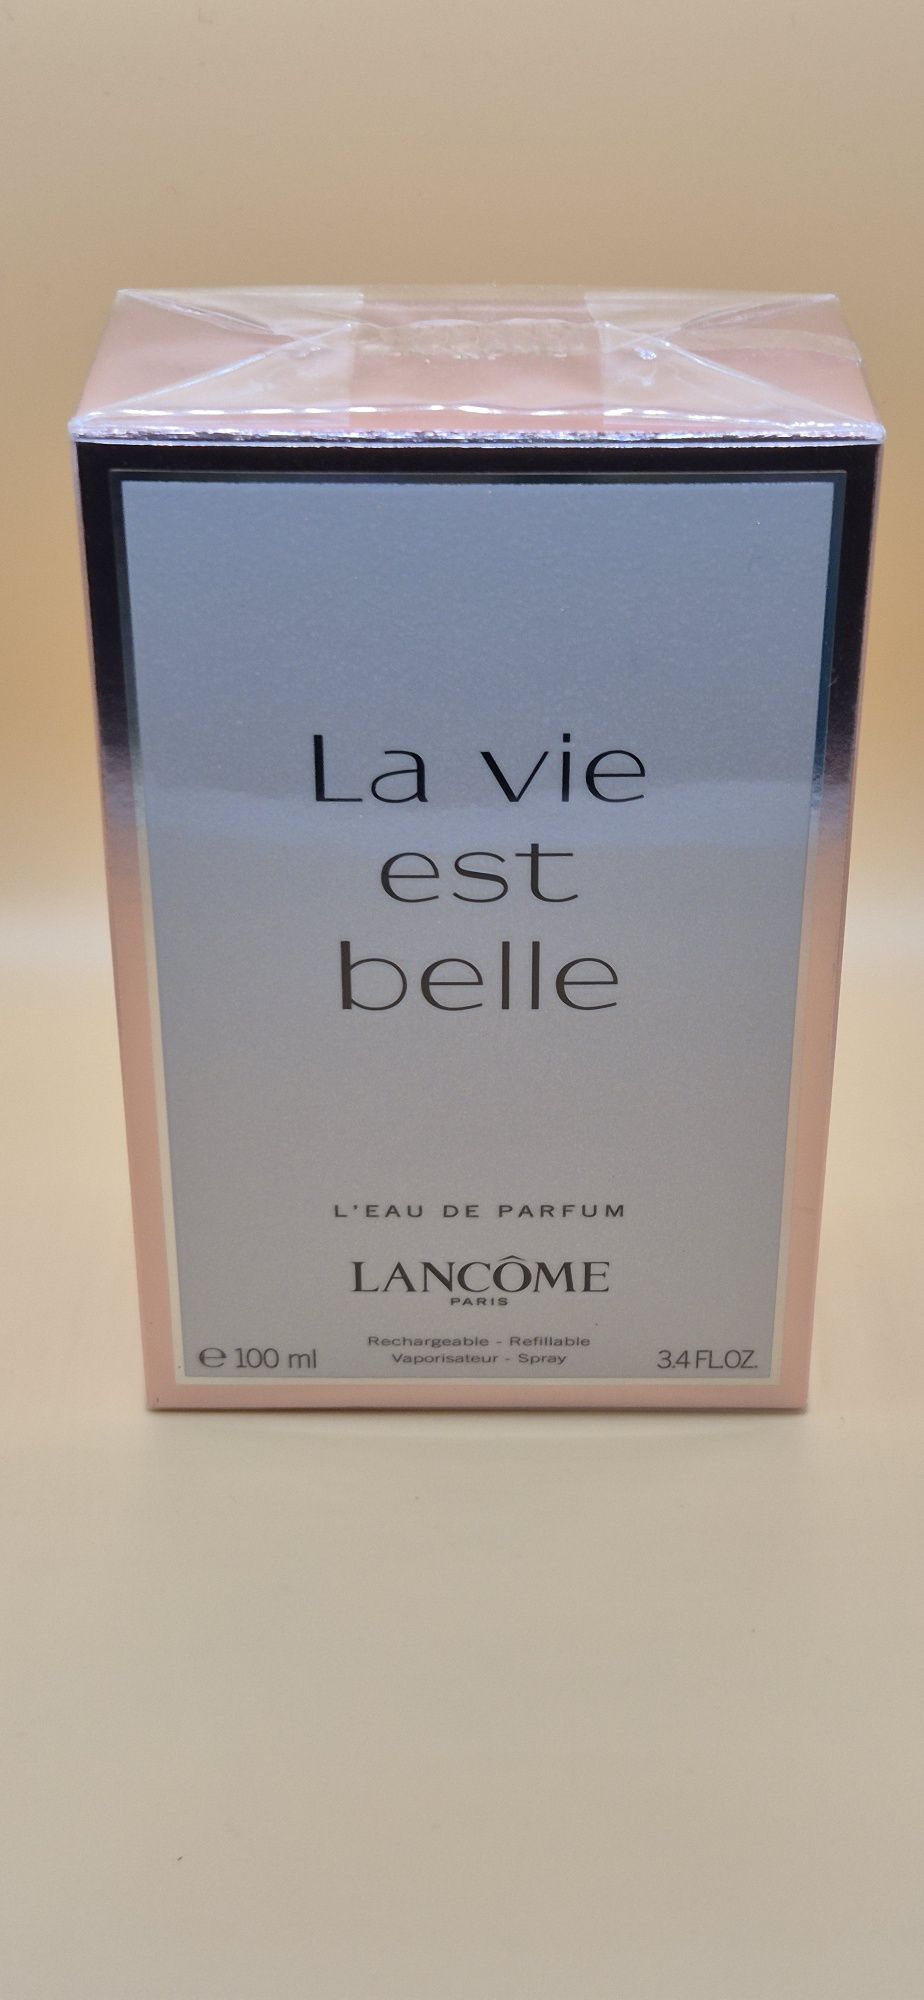 La vie
est
belle
L'EAU DE PARFUM
LANCÔME
PARIS
Rechargeable - Refillable
Vaporisateur - Spray
℮ 100 ml
3.4 FL.OZ.